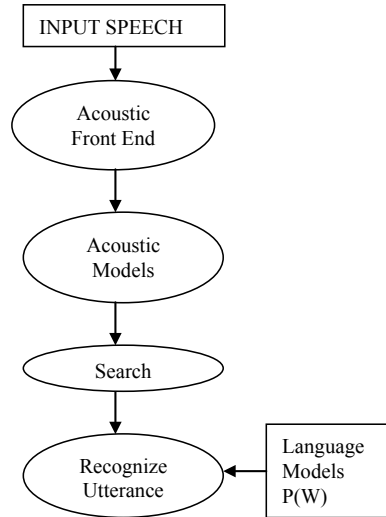 INPUT SPEECH
Acoustic
Front End
Acoustic
Models
Search
Recognize
Utterance
Language
Models
P(W)